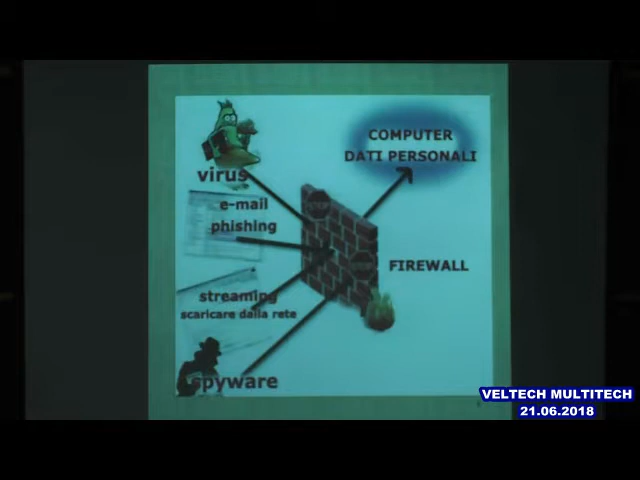 COMPUTER
DATI PERSONALI
virus
e-mail
phishing
FIREWALL
streaming
scaricare dalla rete
spyware
VELTECH MULTITECH
21.06.2018